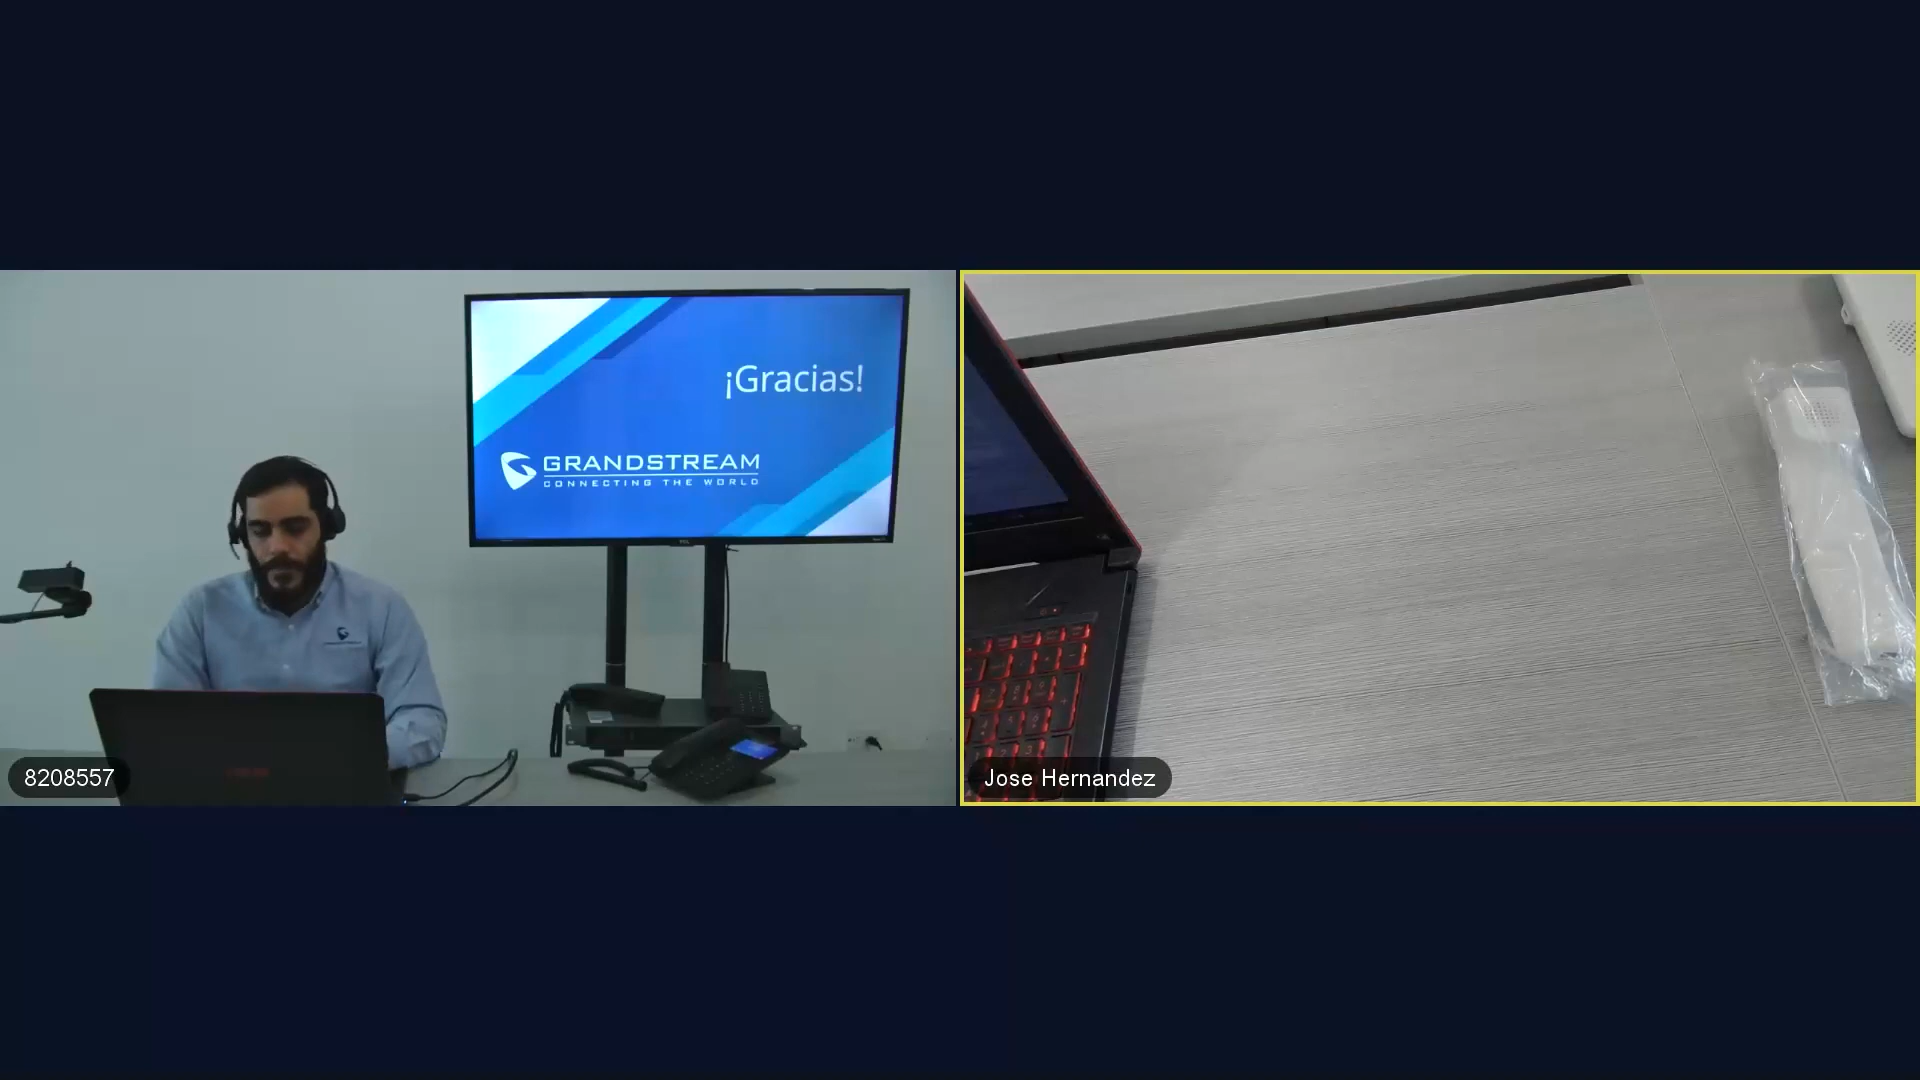 ¡Gracias!
GRANDSTREAM
CONNECTING THE WORLD
8208557
Jose Hernandez